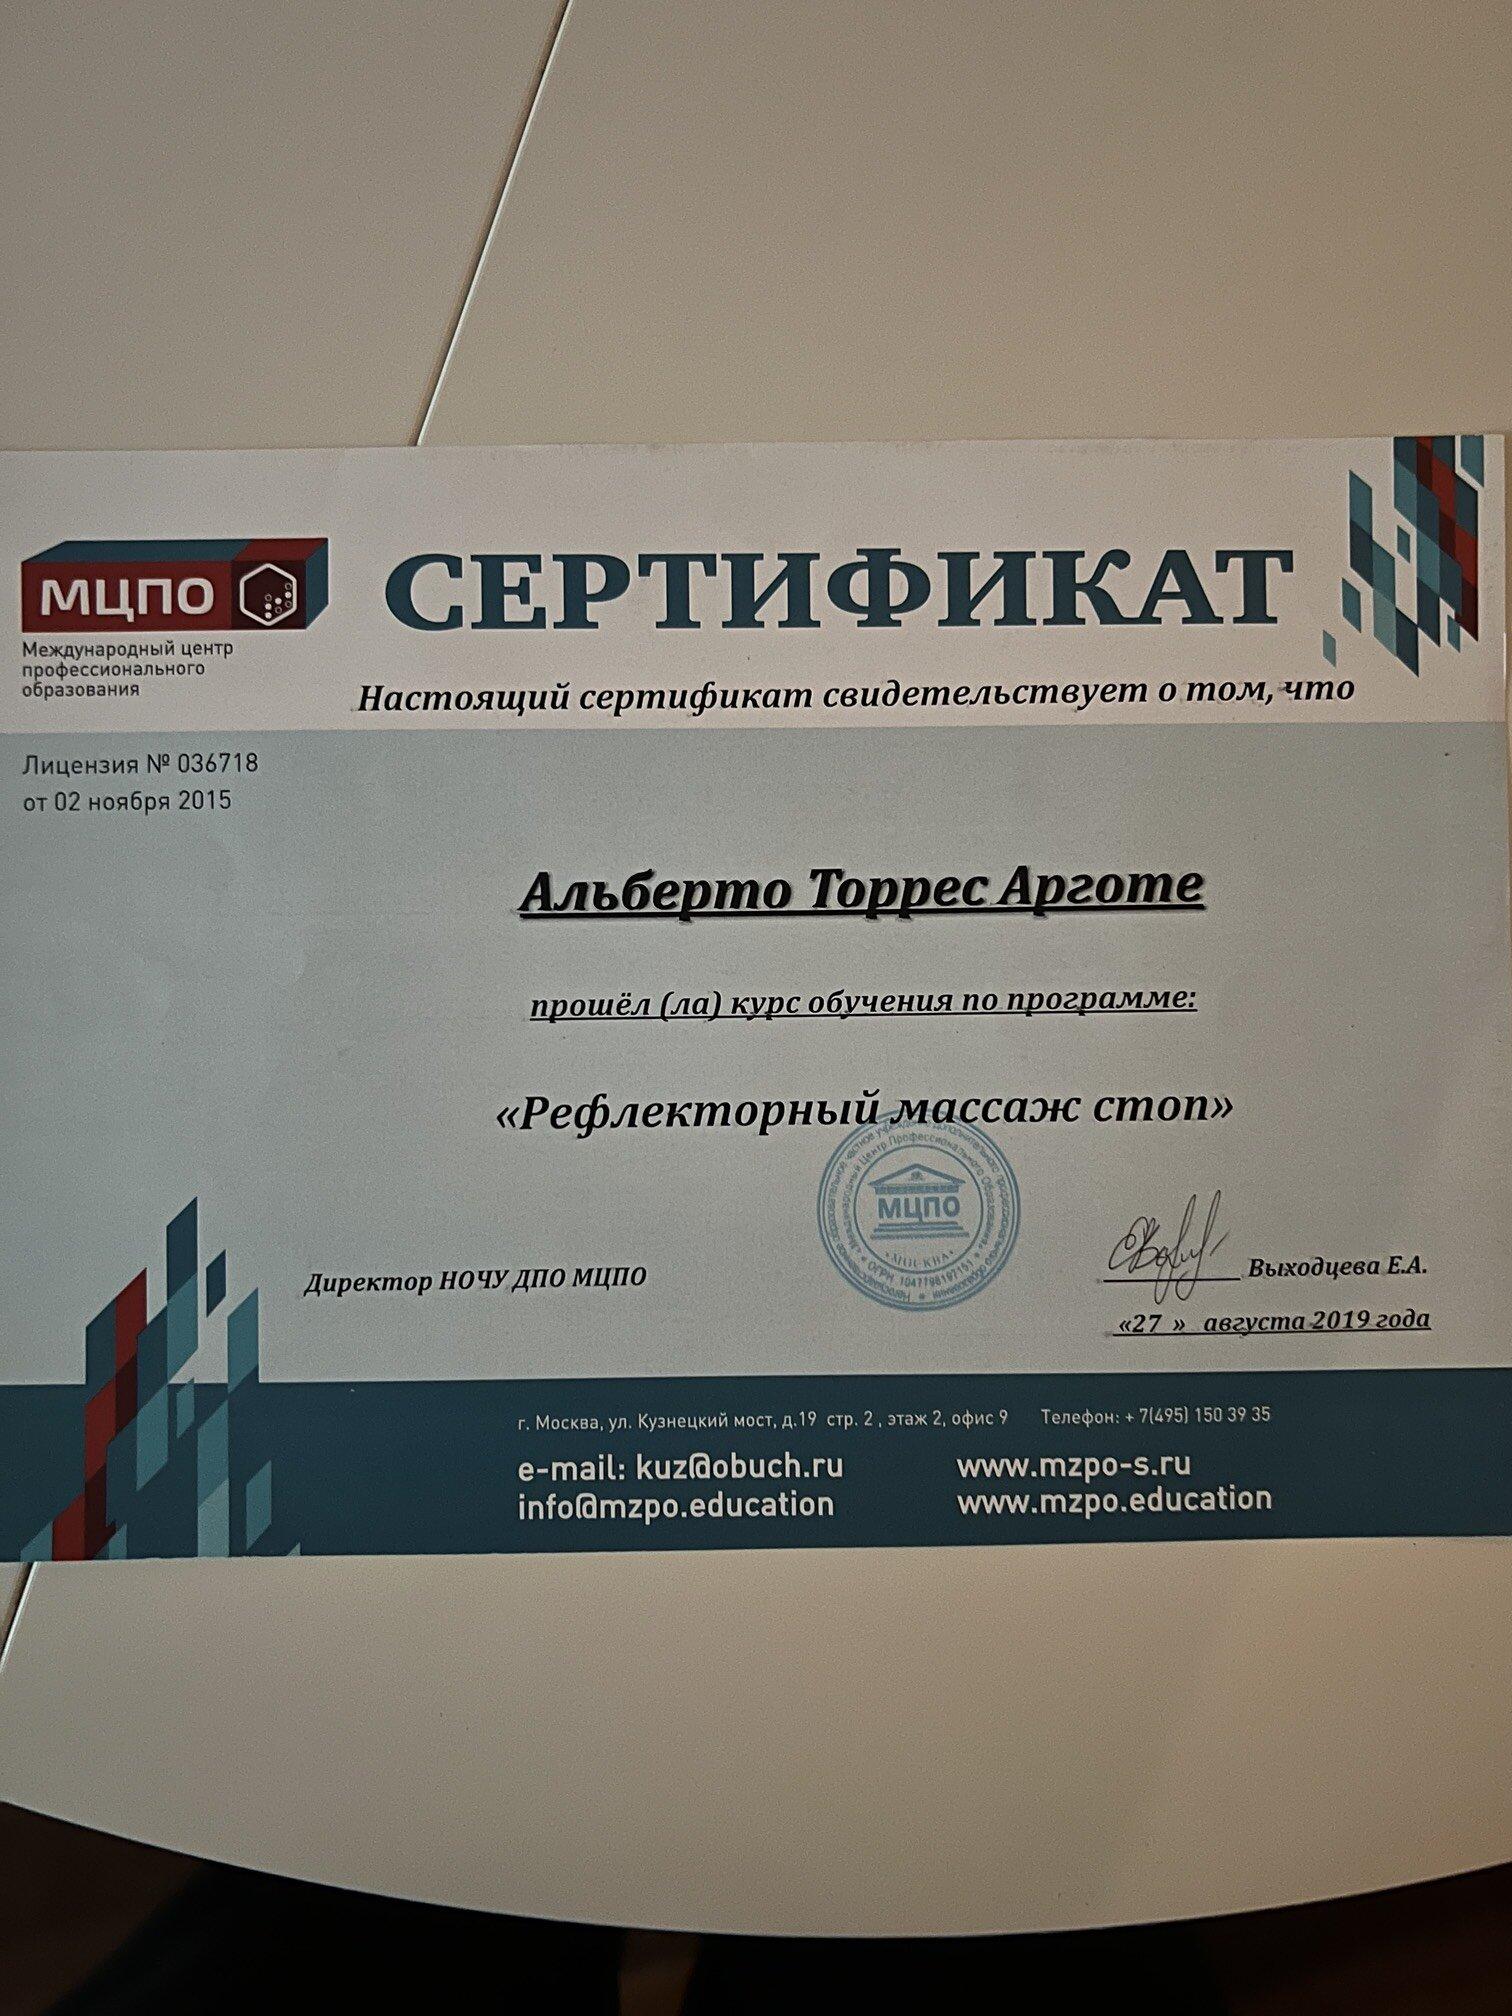 МЦПО
Международный центр
профессионального
образования
СЕРТИФИКАТ
Настоящий сертификат свидетельствует о том, что
Лицензия № 036718
от 02 ноября 2015
Альберто Торрес Арготе
прошёл (ла) курс обучения по программе:
«Рефлекторный массаж стоп»
МЦПО
Директор НОЧУ ДПО МЦПО
Выходцева Е.А.
«27 » августа 2019 года
г. Москва, ул. Кузнецкий мост, д.19 стр. 2 , этаж 2, офис 9 Телефон: + 7(495) 150 39 35
e-mail: kuz@obuch.ru www.mzpo-s.ru
info@mzpo.education www.mzpo.education